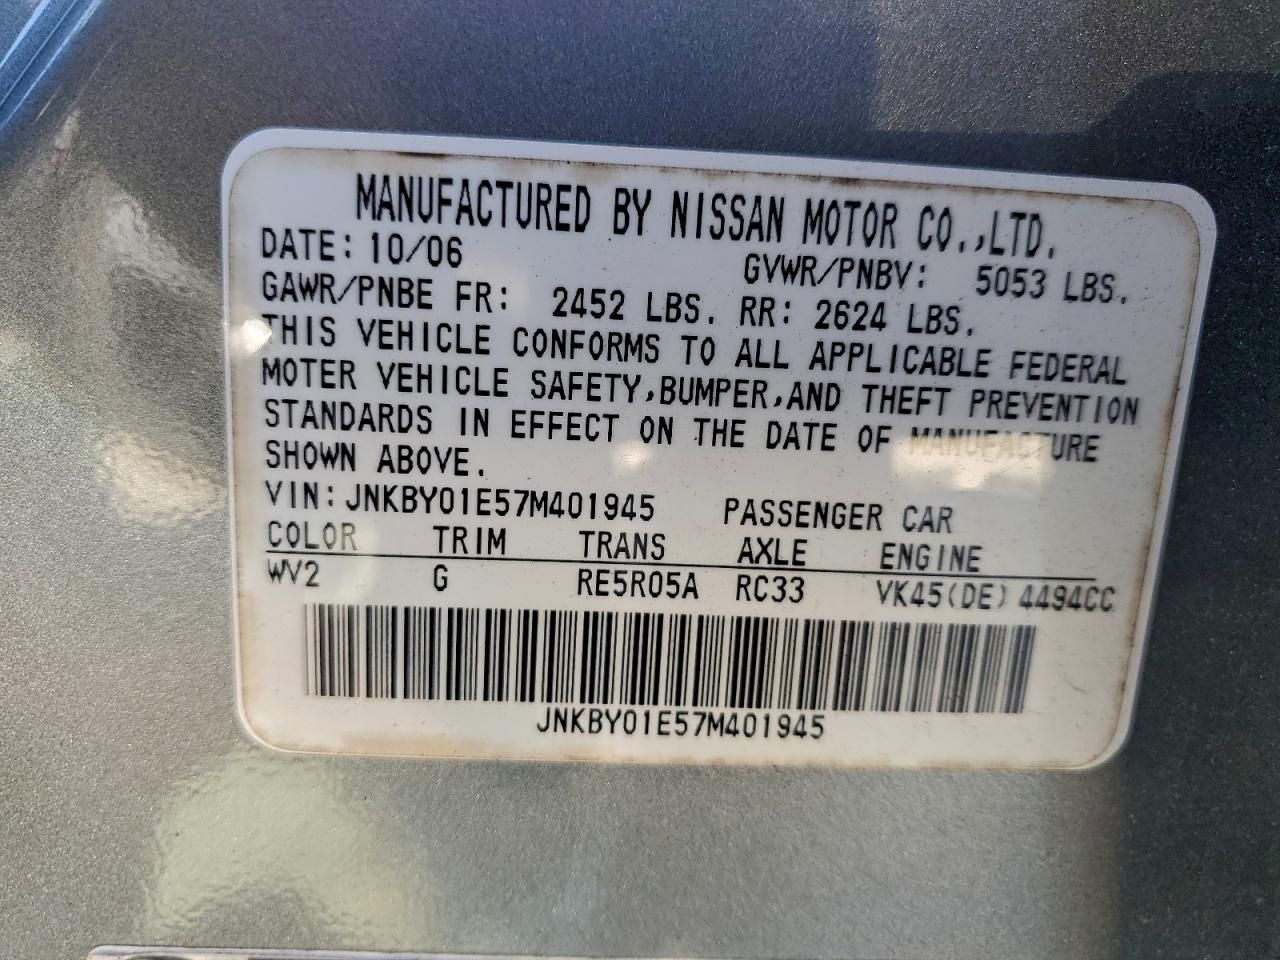 MANUFACTURED BY NISSAN MOTOR CO.,LTD.
DATE: 10/06 GVWR/PNBV: 5053 LBS.
GAWR/PNBE FR: 2452 LBS. RR: 2624 LBS.
THIS VEHICLE CONFORMS TO ALL APPLICABLE FEDERAL
MOTER VEHICLE SAFETY,BUMPER,AND THEFT PREVENTION
STANDARDS IN EFFECT ON THE DATE OF MANUFACTURE
SHOWN ABOVE.
VIN: JNKBY01E57M401945 PASSENGER CAR
COLOR TRIM TRANS AXLE ENGINE
WV2 G RE5R05A RC33 VK45(DE) 4494CC
JNKBY01E57M401945